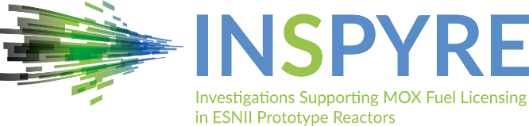 INSPYRE
Investigations Supporting MOX Fuel Licensing
in ESNII Prototype Reactors